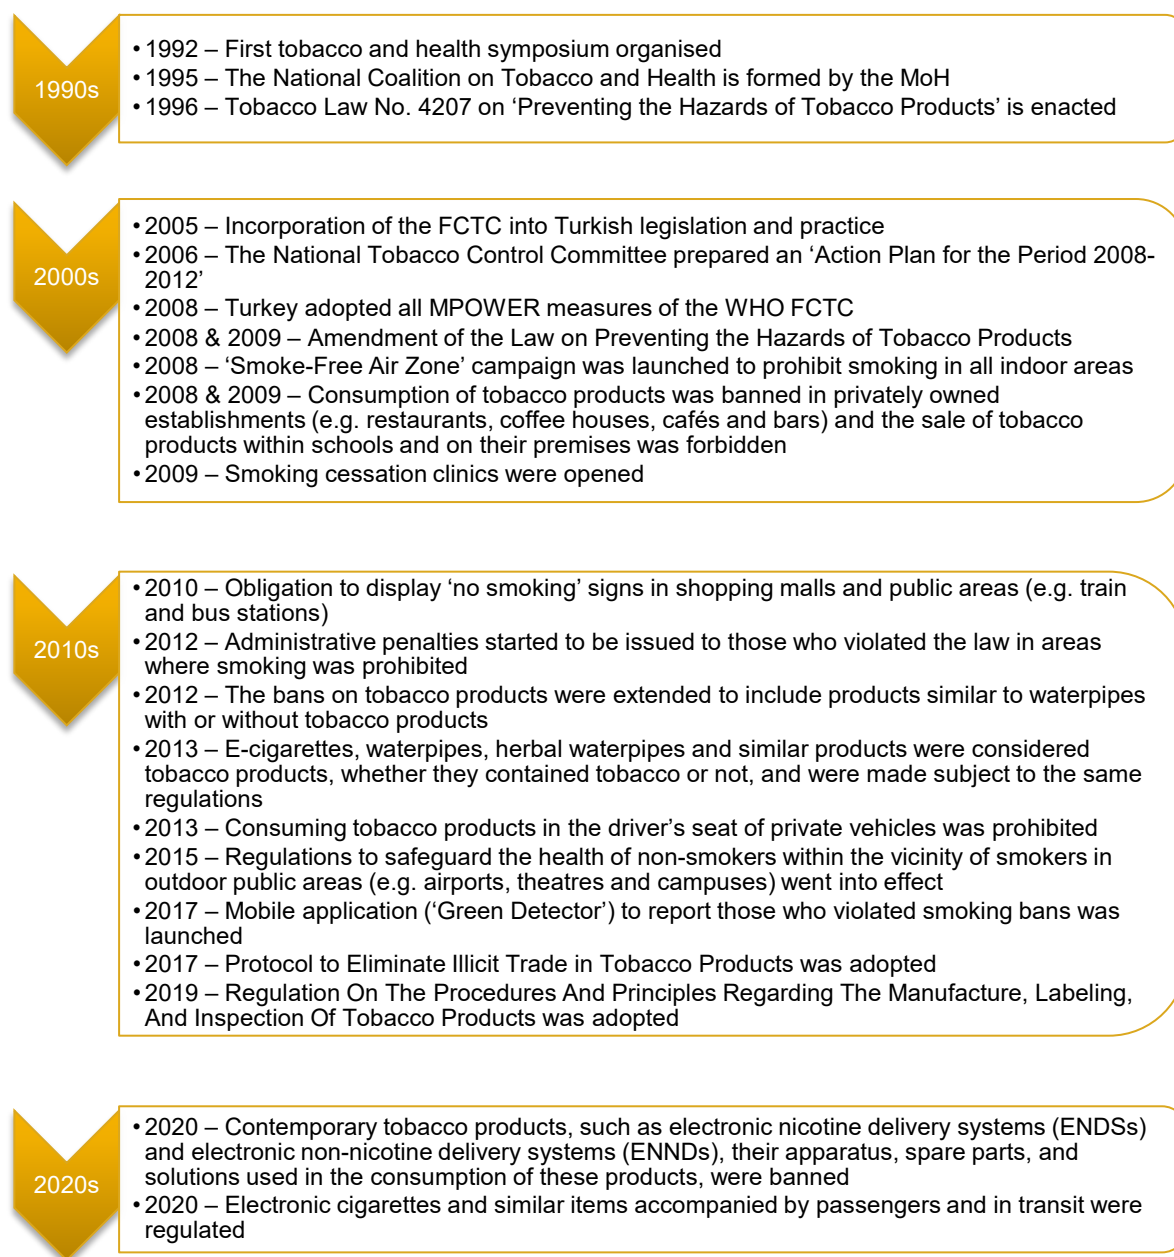 1990s
• 1992 – First tobacco and health symposium organised
• 1995 – The National Coalition on Tobacco and Health is formed by the MoH
• 1996 – Tobacco Law No. 4207 on ‘Preventing the Hazards of Tobacco Products’ is enacted
2000s
• 2005 – Incorporation of the FCTC into Turkish legislation and practice
• 2006 – The National Tobacco Control Committee prepared an ‘Action Plan for the Period 2008-
2012’
• 2008 – Turkey adopted all MPOWER measures of the WHO FCTC
• 2008 & 2009 – Amendment of the Law on Preventing the Hazards of Tobacco Products
• 2008 – ‘Smoke-Free Air Zone’ campaign was launched to prohibit smoking in all indoor areas
• 2008 & 2009 – Consumption of tobacco products was banned in privately owned
establishments (e.g. restaurants, coffee houses, cafés and bars) and the sale of tobacco
products within schools and on their premises was forbidden
• 2009 – Smoking cessation clinics were opened
2010s
• 2010 – Obligation to display ‘no smoking’ signs in shopping malls and public areas (e.g. train
and bus stations)
• 2012 – Administrative penalties started to be issued to those who violated the law in areas
where smoking was prohibited
• 2012 – The bans on tobacco products were extended to include products similar to waterpipes
with or without tobacco products
• 2013 – E-cigarettes, waterpipes, herbal waterpipes and similar products were considered
tobacco products, whether they contained tobacco or not, and were made subject to the same
regulations
• 2013 – Consuming tobacco products in the driver’s seat of private vehicles was prohibited
• 2015 – Regulations to safeguard the health of non-smokers within the vicinity of smokers in
outdoor public areas (e.g. airports, theatres and campuses) went into effect
• 2017 – Mobile application (‘Green Detector’) to report those who violated smoking bans was
launched
• 2017 – Protocol to Eliminate Illicit Trade in Tobacco Products was adopted
• 2019 – Regulation On The Procedures And Principles Regarding The Manufacture, Labeling,
And Inspection Of Tobacco Products was adopted
2020s
• 2020 – Contemporary tobacco products, such as electronic nicotine delivery systems (ENDSs)
and electronic non-nicotine delivery systems (ENNDs), their apparatus, spare parts, and
solutions used in the consumption of these products, were banned
• 2020 – Electronic cigarettes and similar items accompanied by passengers and in transit were
regulated